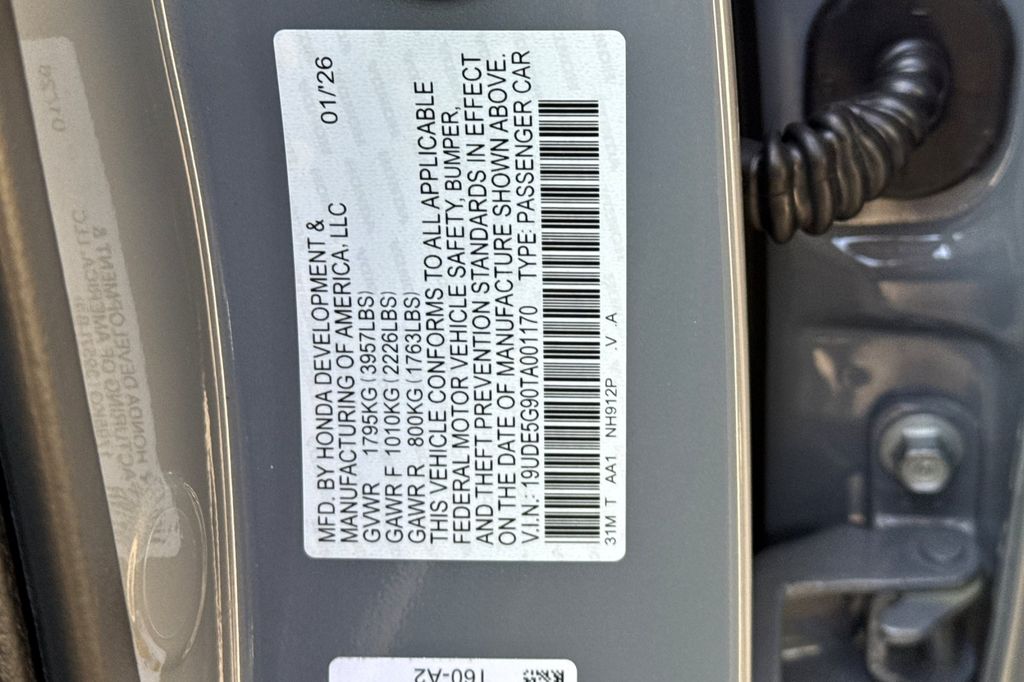 MFD. BY HONDA DEVELOPMENT & 01/'26
MANUFACTURING OF AMERICA, LLC
GVWR 1795KG (3957LBS)
GAWR F 1010KG (2226LBS)
GAWR R 800KG (1763LBS)
THIS VEHICLE CONFORMS TO ALL APPLICABLE
FEDERAL MOTOR VEHICLE SAFETY, BUMPER,
AND THEFT PREVENTION STANDARDS IN EFFECT
ON THE DATE OF MANUFACTURE SHOWN ABOVE.
V.I.N.: 19UDE5G90TA001170 TYPE: PASSENGER CAR
31M T AA1 NH912P .V .A
T60-A2